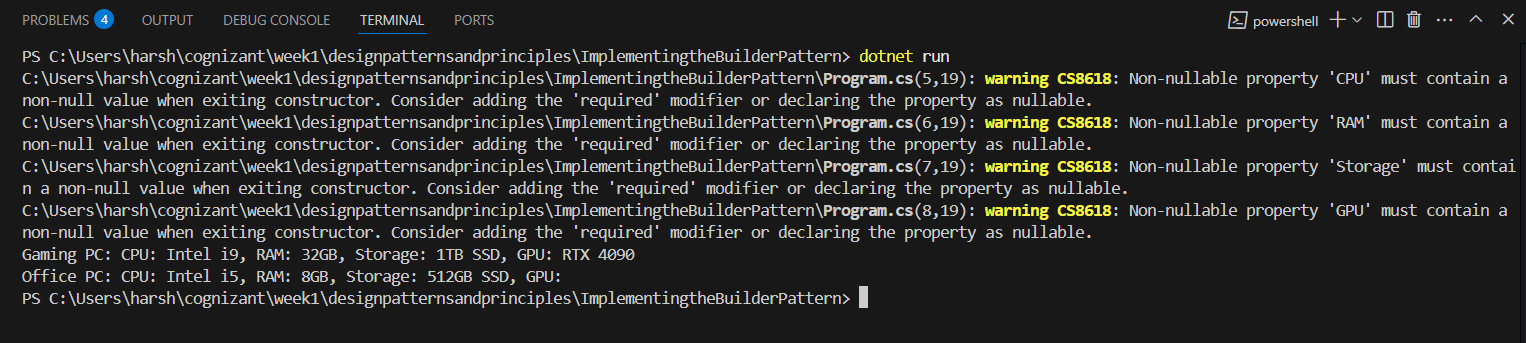 PROBLEMS 4 OUTPUT DEBUG CONSOLE TERMINAL PORTS powershell
PS C:\Users\harsh\cognizant\week1\designpatternsandprinciples\ImplementingtheBuilderPattern> dotnet run
C:\Users\harsh\cognizant\week1\designpatternsandprinciples\ImplementingtheBuilderPattern\Program.cs(5,19): warning CS8618: Non-nullable property 'CPU' must contain a
non-null value when exiting constructor. Consider adding the 'required' modifier or declaring the property as nullable.
C:\Users\harsh\cognizant\week1\designpatternsandprinciples\ImplementingtheBuilderPattern\Program.cs(6,19): warning CS8618: Non-nullable property 'RAM' must contain a
non-null value when exiting constructor. Consider adding the 'required' modifier or declaring the property as nullable.
C:\Users\harsh\cognizant\week1\designpatternsandprinciples\ImplementingtheBuilderPattern\Program.cs(7,19): warning CS8618: Non-nullable property 'Storage' must contai
n a non-null value when exiting constructor. Consider adding the 'required' modifier or declaring the property as nullable.
C:\Users\harsh\cognizant\week1\designpatternsandprinciples\ImplementingtheBuilderPattern\Program.cs(8,19): warning CS8618: Non-nullable property 'GPU' must contain a
non-null value when exiting constructor. Consider adding the 'required' modifier or declaring the property as nullable.
Gaming PC: CPU: Intel i9, RAM: 32GB, Storage: 1TB SSD, GPU: RTX 4090
Office PC: CPU: Intel i5, RAM: 8GB, Storage: 512GB SSD, GPU:
PS C:\Users\harsh\cognizant\week1\designpatternsandprinciples\ImplementingtheBuilderPattern>